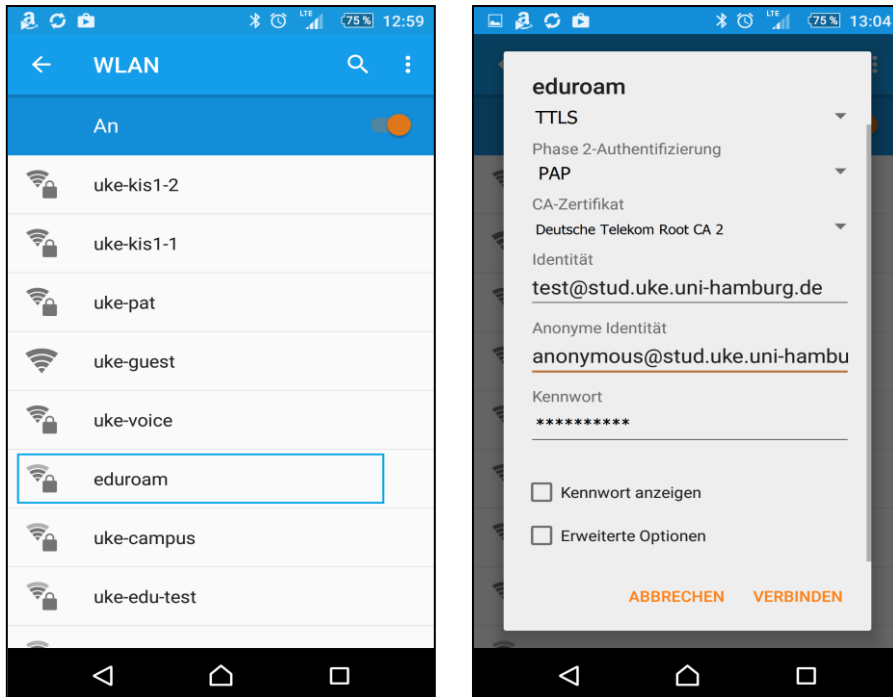 LTE 75 % 12:59
WLAN
An
uke-kis1-2
uke-kis1-1
uke-pat
uke-guest
uke-voice
eduroam
uke-campus
uke-edu-test
LTE 75 % 13:04
eduroam
TTLS
Phase 2-Authentifizierung
PAP
CA-Zertifikat
Deutsche Telekom Root CA 2
Identität
test@stud.uke.uni-hamburg.de
Anonyme Identität
anonymous@stud.uke.uni-hambu
Kennwort
**********
Kennwort anzeigen
Erweiterte Optionen
ABBRECHEN VERBINDEN